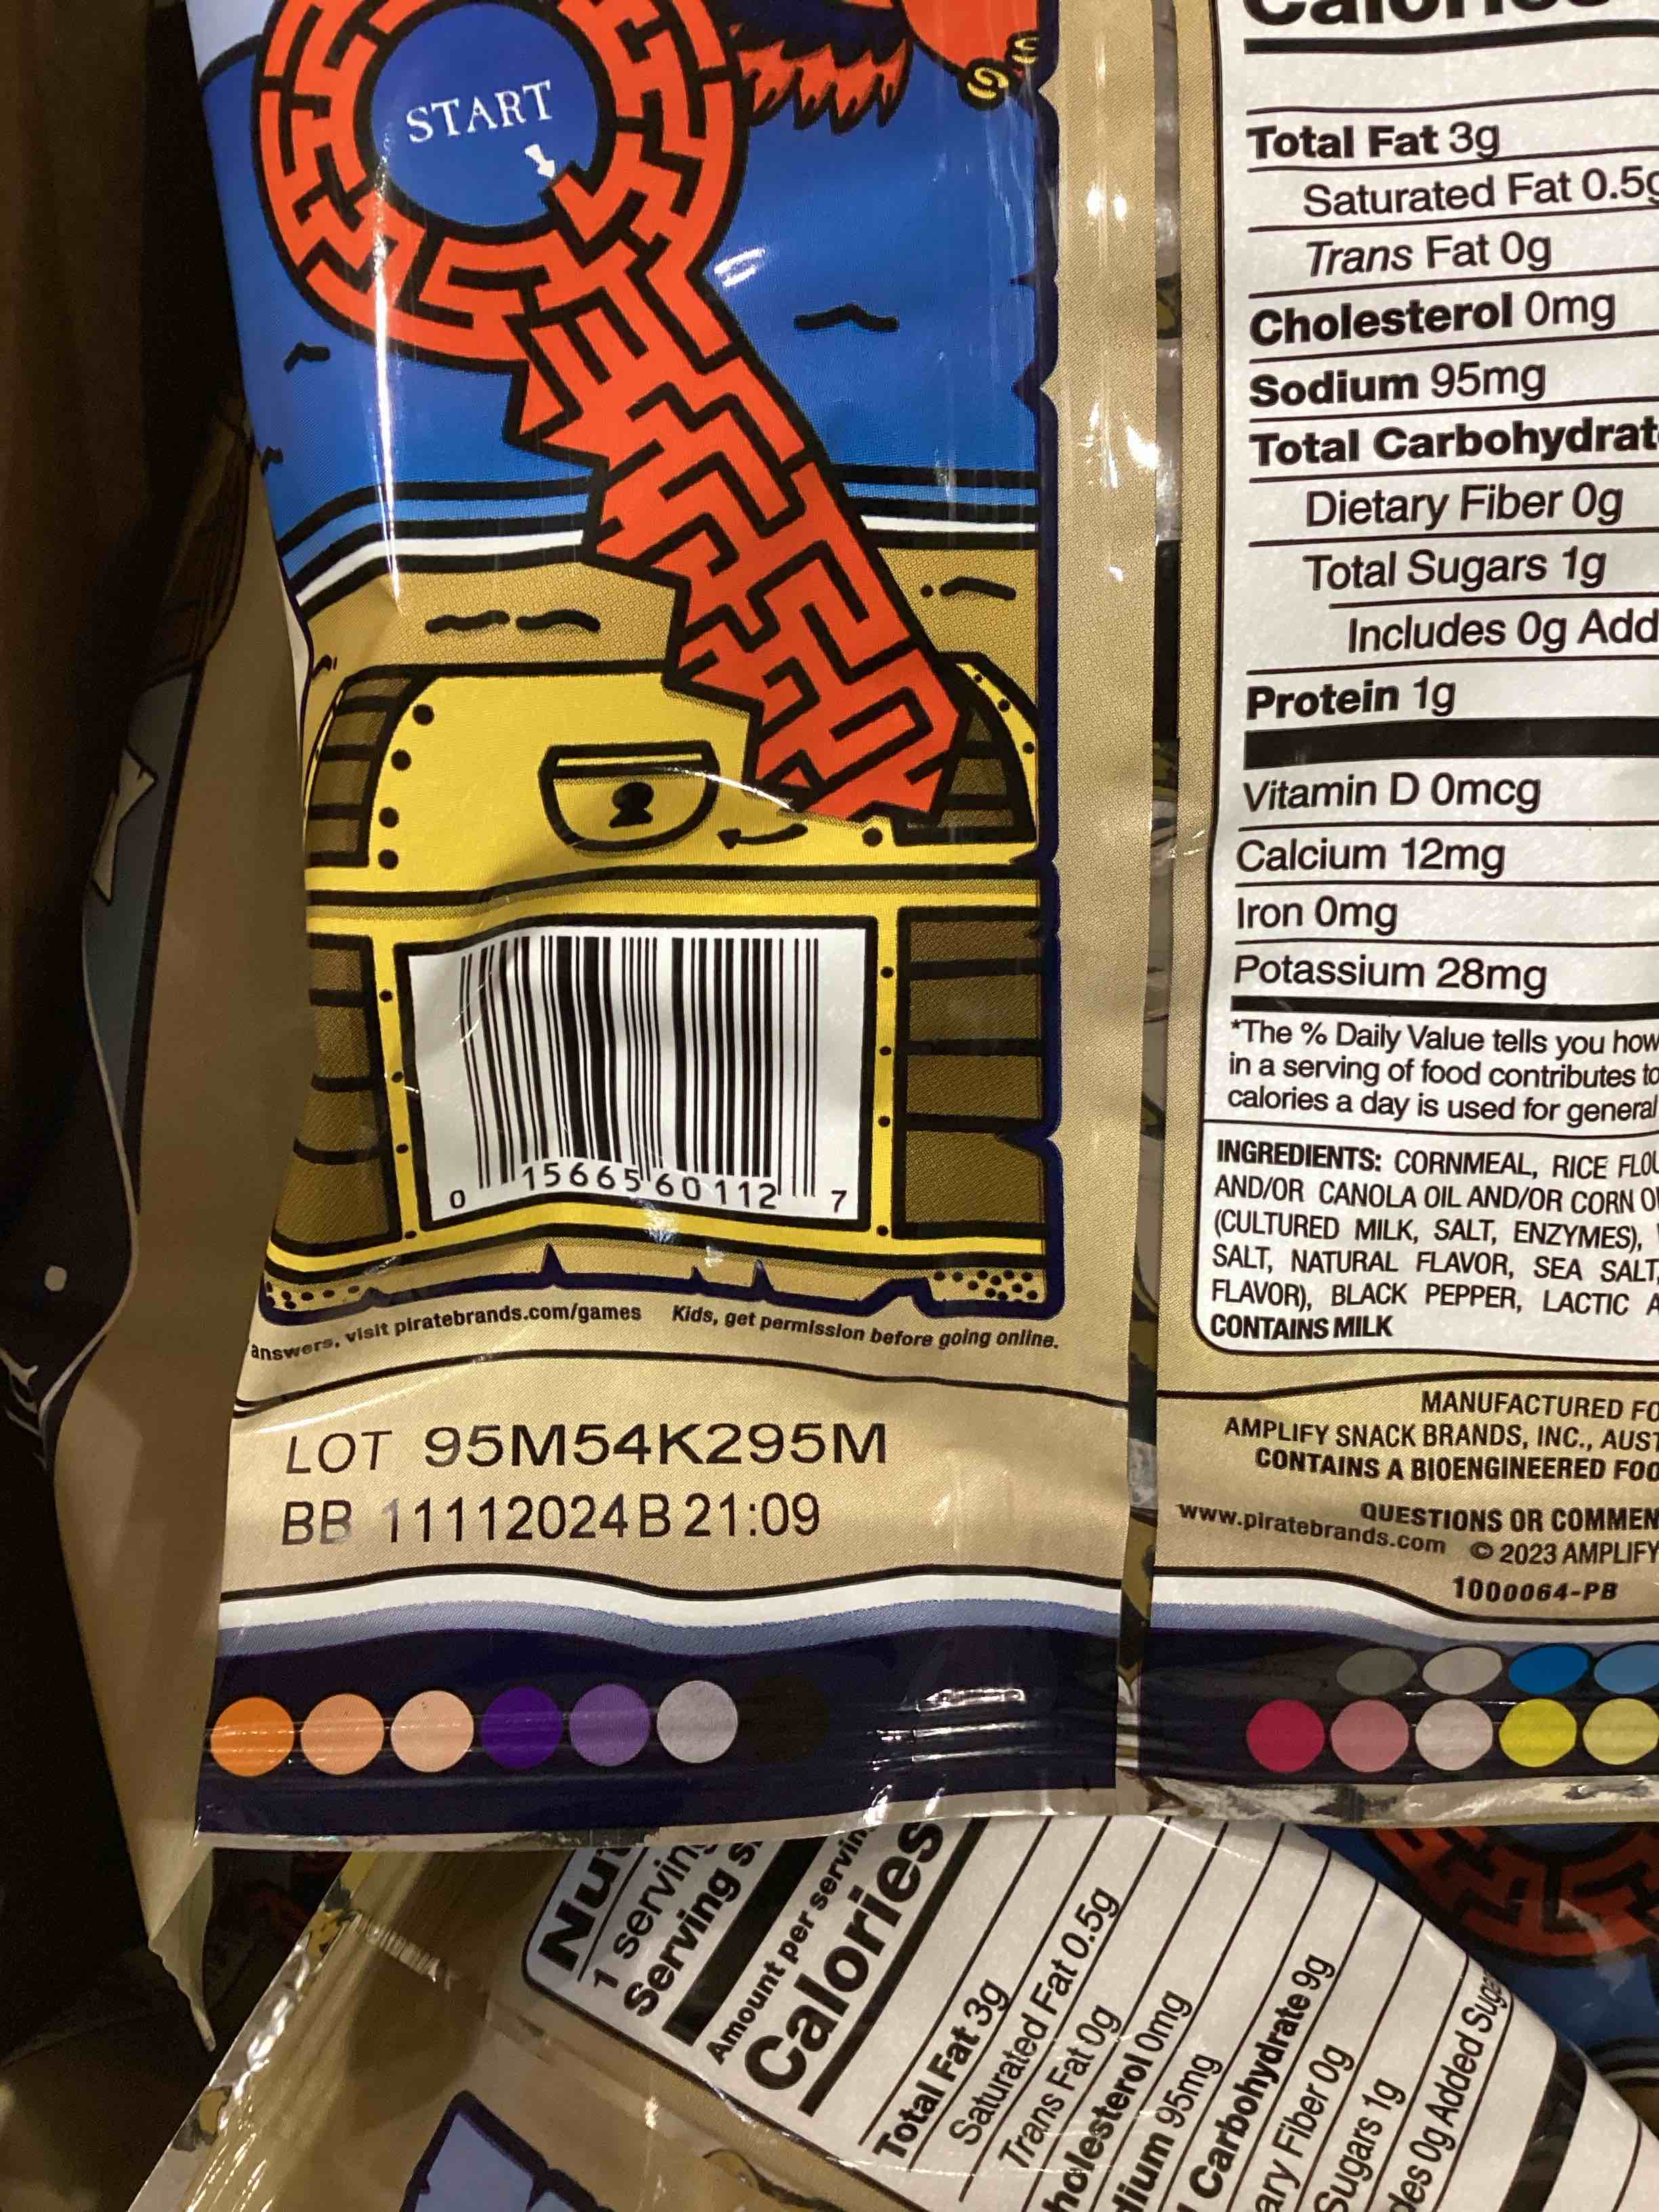 START
0 15665 60112 7
answers, visit piratebrands.com/games Kids, get permission before going online.
LOT 95M54K295M
BB 11112024B 21:09
Total Fat 3g
Saturated Fat 0.5g
Trans Fat 0g
Cholesterol 0mg
Sodium 95mg
Total Carbohydrat
Dietary Fiber 0g
Total Sugars 1g
Includes 0g Add
Protein 1g
Vitamin D 0mcg
Calcium 12mg
Iron 0mg
Potassium 28mg
*The % Daily Value tells you how
in a serving of food contributes to
calories a day is used for general
INGREDIENTS: CORNMEAL, RICE FLOU
AND/OR CANOLA OIL AND/OR CORN O
(CULTURED MILK, SALT, ENZYMES),
SALT, NATURAL FLAVOR, SEA SALT,
FLAVOR), BLACK PEPPER, LACTIC A
CONTAINS MILK
MANUFACTURED FO
AMPLIFY SNACK BRANDS, INC., AUST
CONTAINS A BIOENGINEERED FOO
QUESTIONS OR COMMEN
www.piratebrands.com © 2023 AMPLIFY
1000064-PB
Nut
1 serving
Serving s
Amount per serving
Calories
Total Fat 3g
Saturated Fat 0.5g
Trans Fat 0g
holesterol 0mg
dium 95mg
Carbohydrate 9g
ary Fiber 0g
Sugars 1g
des 0g Added Suga